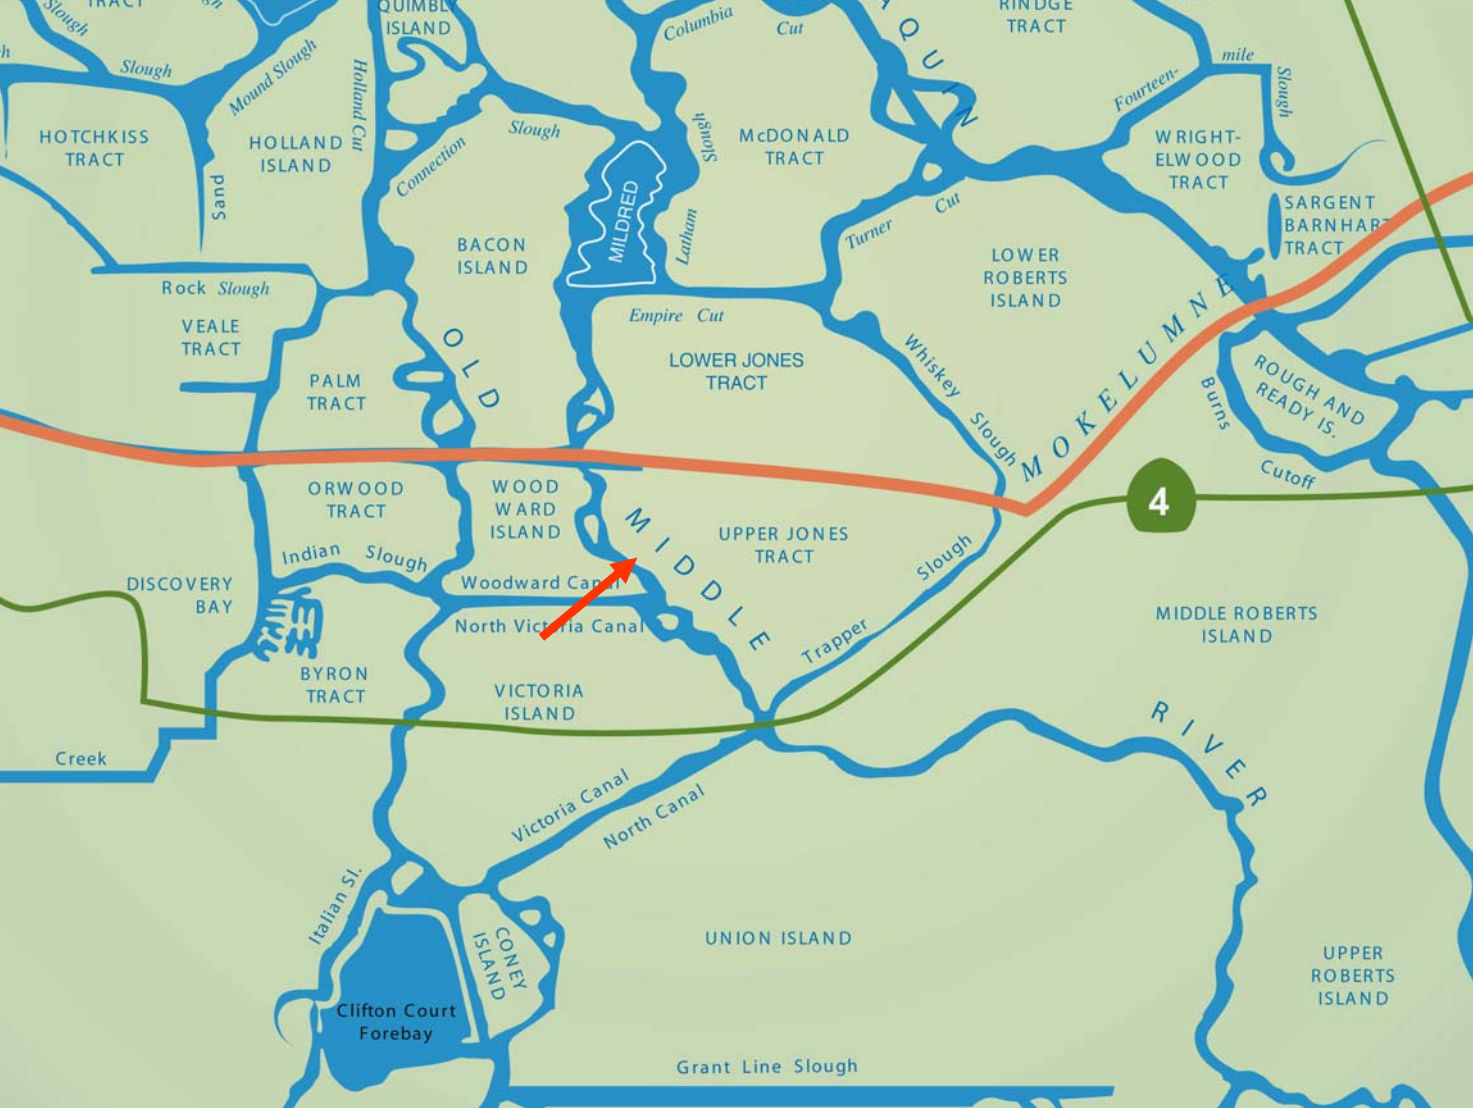 TRACT
Slough
QUIMBLY
ISLAND
Columbia
Cut
AQUIN
RINDGE
TRACT
Slough
Mound Slough
Holland Cut
mile
Fourteen-
Slough
HOTCHKISS
TRACT
HOLLAND
ISLAND
Slough
Connection
Slough
McDONALD
TRACT
WRIGHT-
ELWOOD
TRACT
Sand
MILDRED
Latham
Turner
Cut
SARGENT
BARNHART
TRACT
BACON
ISLAND
LOWER
ROBERTS
ISLAND
Rock Slough
Empire Cut
VEALE
TRACT
OLD
LOWER JONES
TRACT
Whiskey
Slough
MOKELUMNE
PALM
TRACT
Burns
ROUGH AND
READY IS.
Cutoff
ORWOOD
TRACT
WOOD
WARD
ISLAND
MIDDLE
UPPER JONES
TRACT
4
Indian Slough
Slough
DISCOVERY
BAY
Woodward Canal
North Victoria Canal
Trapper
MIDDLE ROBERTS
ISLAND
BYRON
TRACT
VICTORIA
ISLAND
RIVER
Creek
Victoria Canal
North Canal
Italian Sl.
CONEY
ISLAND
UNION ISLAND
UPPER
ROBERTS
ISLAND
Clifton Court
Forebay
Grant Line Slough